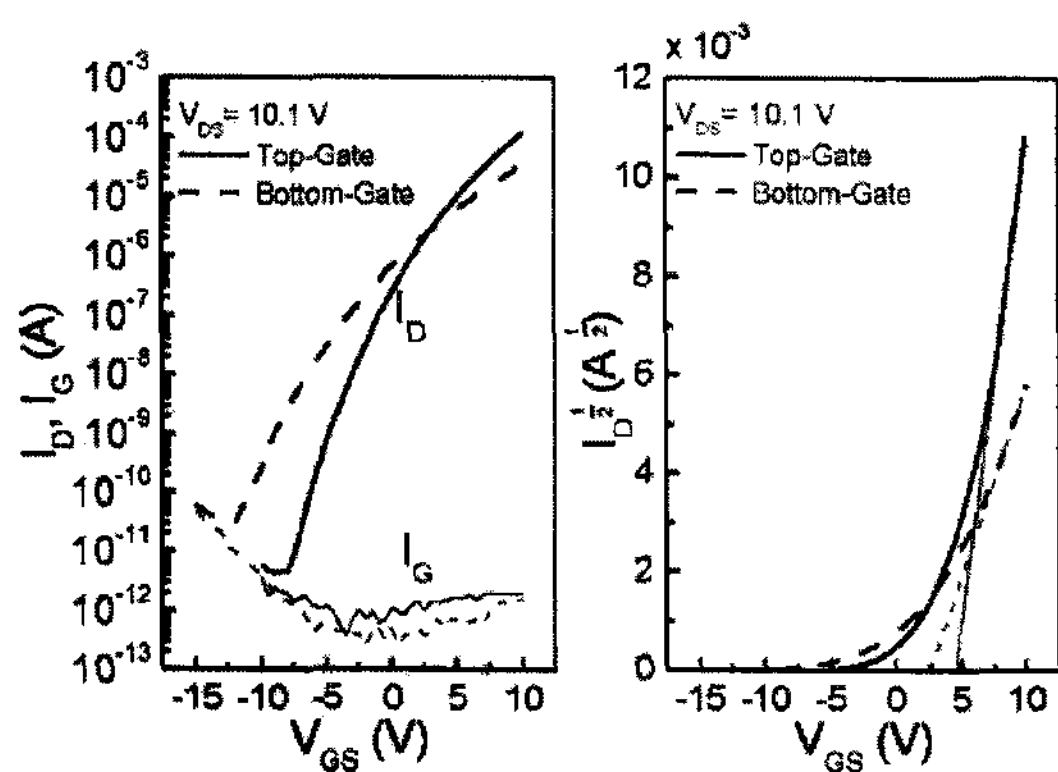 10⁻³
10⁻⁴
10⁻⁵
10⁻⁶
10⁻⁷
10⁻⁸
10⁻⁹
10⁻¹⁰
10⁻¹¹
10⁻¹²
10⁻¹³
I_D, I_G (A)
V_DS= 10.1 V
Top-Gate
Bottom-Gate
I_D
I_G
-15 -10 -5 0 5 10
V_GS (V)
x 10⁻³
12
10
8
6
4
2
0
I_D^½ (A^½)
V_DS= 10.1 V
Top-Gate
Bottom-Gate
-15 -10 -5 0 5 10
V_GS (V)